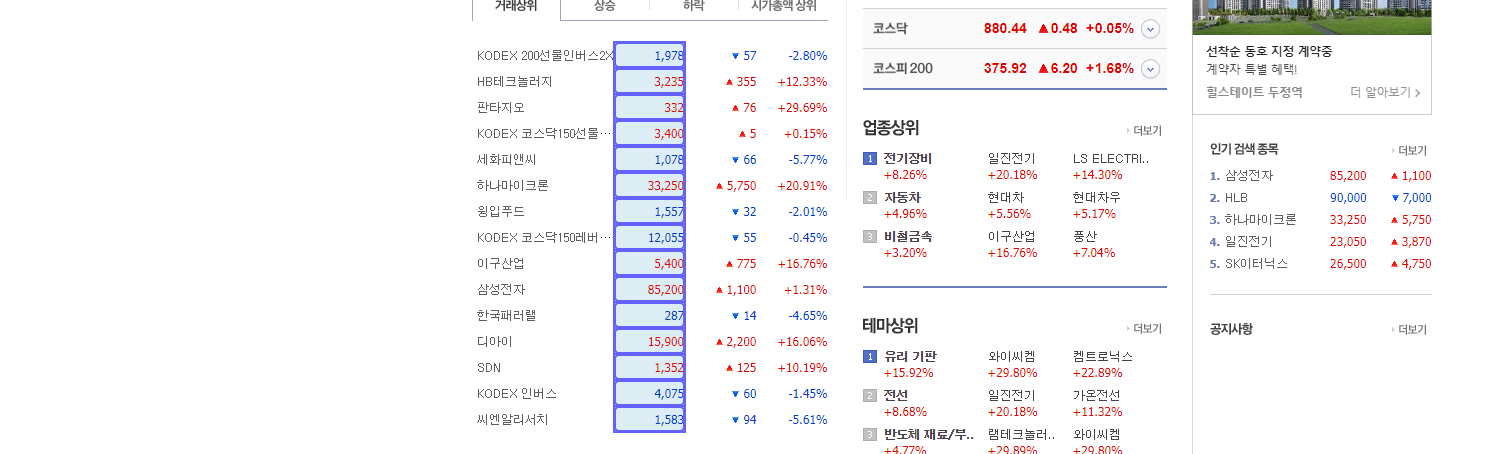 거래상위 상승 하락 시가총액 상위
KODEX 200선물인버스2X 1,978 ▼ 57 -2.80%
HB테크놀러지 3,235 ▲ 355 +12.33%
판타지오 332 ▲ 76 +29.69%
KODEX 코스닥150선물… 3,400 ▲ 5 +0.15%
세화피앤씨 1,078 ▼ 66 -5.77%
하나마이크론 33,250 ▲ 5,750 +20.91%
윙입푸드 1,557 ▼ 32 -2.01%
KODEX 코스닥150레버… 12,055 ▼ 55 -0.45%
이구산업 5,400 ▲ 775 +16.76%
삼성전자 85,200 ▲ 1,100 +1.31%
한국패러랠 287 ▼ 14 -4.65%
디아이 15,900 ▲ 2,200 +16.06%
SDN 1,352 ▲ 125 +10.19%
KODEX 인버스 4,075 ▼ 60 -1.45%
씨엔알리서치 1,583 ▼ 94 -5.61%
코스닥 880.44 ▲ 0.48 +0.05%
코스피 200 375.92 ▲ 6.20 +1.68%
업종상위 더보기
1 전기장비 일진전기 LS ELECTRI..
+8.26% +20.18% +14.30%
2 자동차 현대차 현대차우
+4.96% +5.56% +5.17%
3 비철금속 이구산업 풍산
+3.20% +16.76% +7.04%
테마상위 더보기
1 유리 기판 와이씨켐 켐트로닉스
+15.92% +29.80% +22.89%
2 전선 일진전기 가온전선
+8.68% +20.18% +11.32%
3 반도체 재료/부.. 램테크놀러.. 와이씨켐
+4.77% +29.89% +29.80%
선착순 동호 지정 계약중
계약자 특별 혜택!
힐스테이트 두정역 더 알아보기 >
인기 검색 종목 더보기
1. 삼성전자 85,200 ▲ 1,100
2. HLB 90,000 ▼ 7,000
3. 하나마이크론 33,250 ▲ 5,750
4. 일진전기 23,050 ▲ 3,870
5. SK이터닉스 26,500 ▲ 4,750
공지사항 더보기